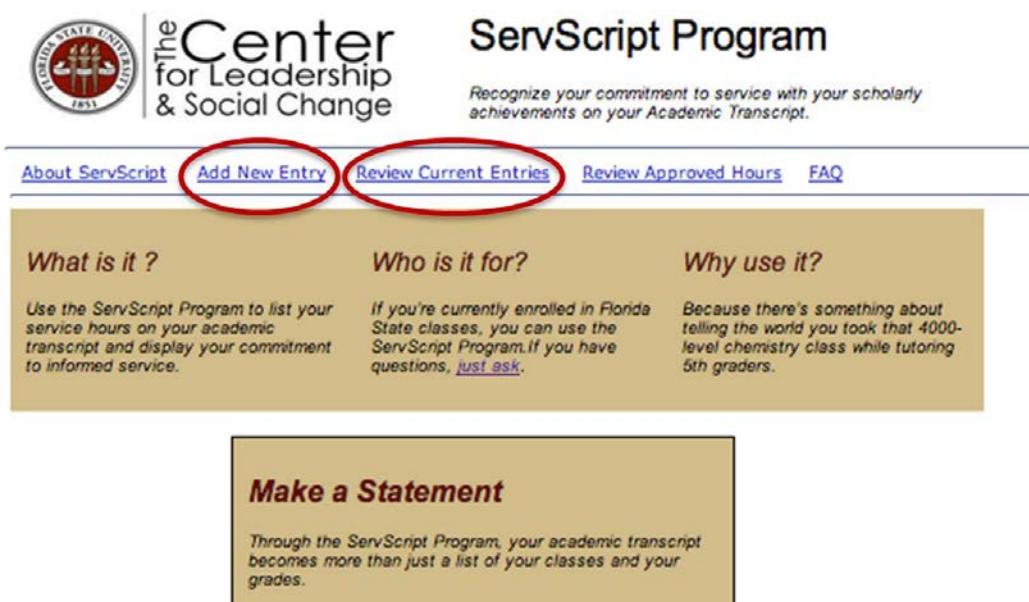 FLORIDA STATE UNIVERSITY
1851
The Center
for Leadership
& Social Change
ServScript Program
Recognize your commitment to service with your scholarly
achievements on your Academic Transcript.
About ServScript Add New Entry Review Current Entries Review Approved Hours FAQ
What is it ?
Use the ServScript Program to list your
service hours on your academic
transcript and display your commitment
to informed service.
Who is it for?
If you're currently enrolled in Florida
State classes, you can use the
ServScript Program.If you have
questions, just ask.
Why use it?
Because there's something about
telling the world you took that 4000-
level chemistry class while tutoring
5th graders.
Make a Statement
Through the ServScript Program, your academic transcript
becomes more than just a list of your classes and your
grades.